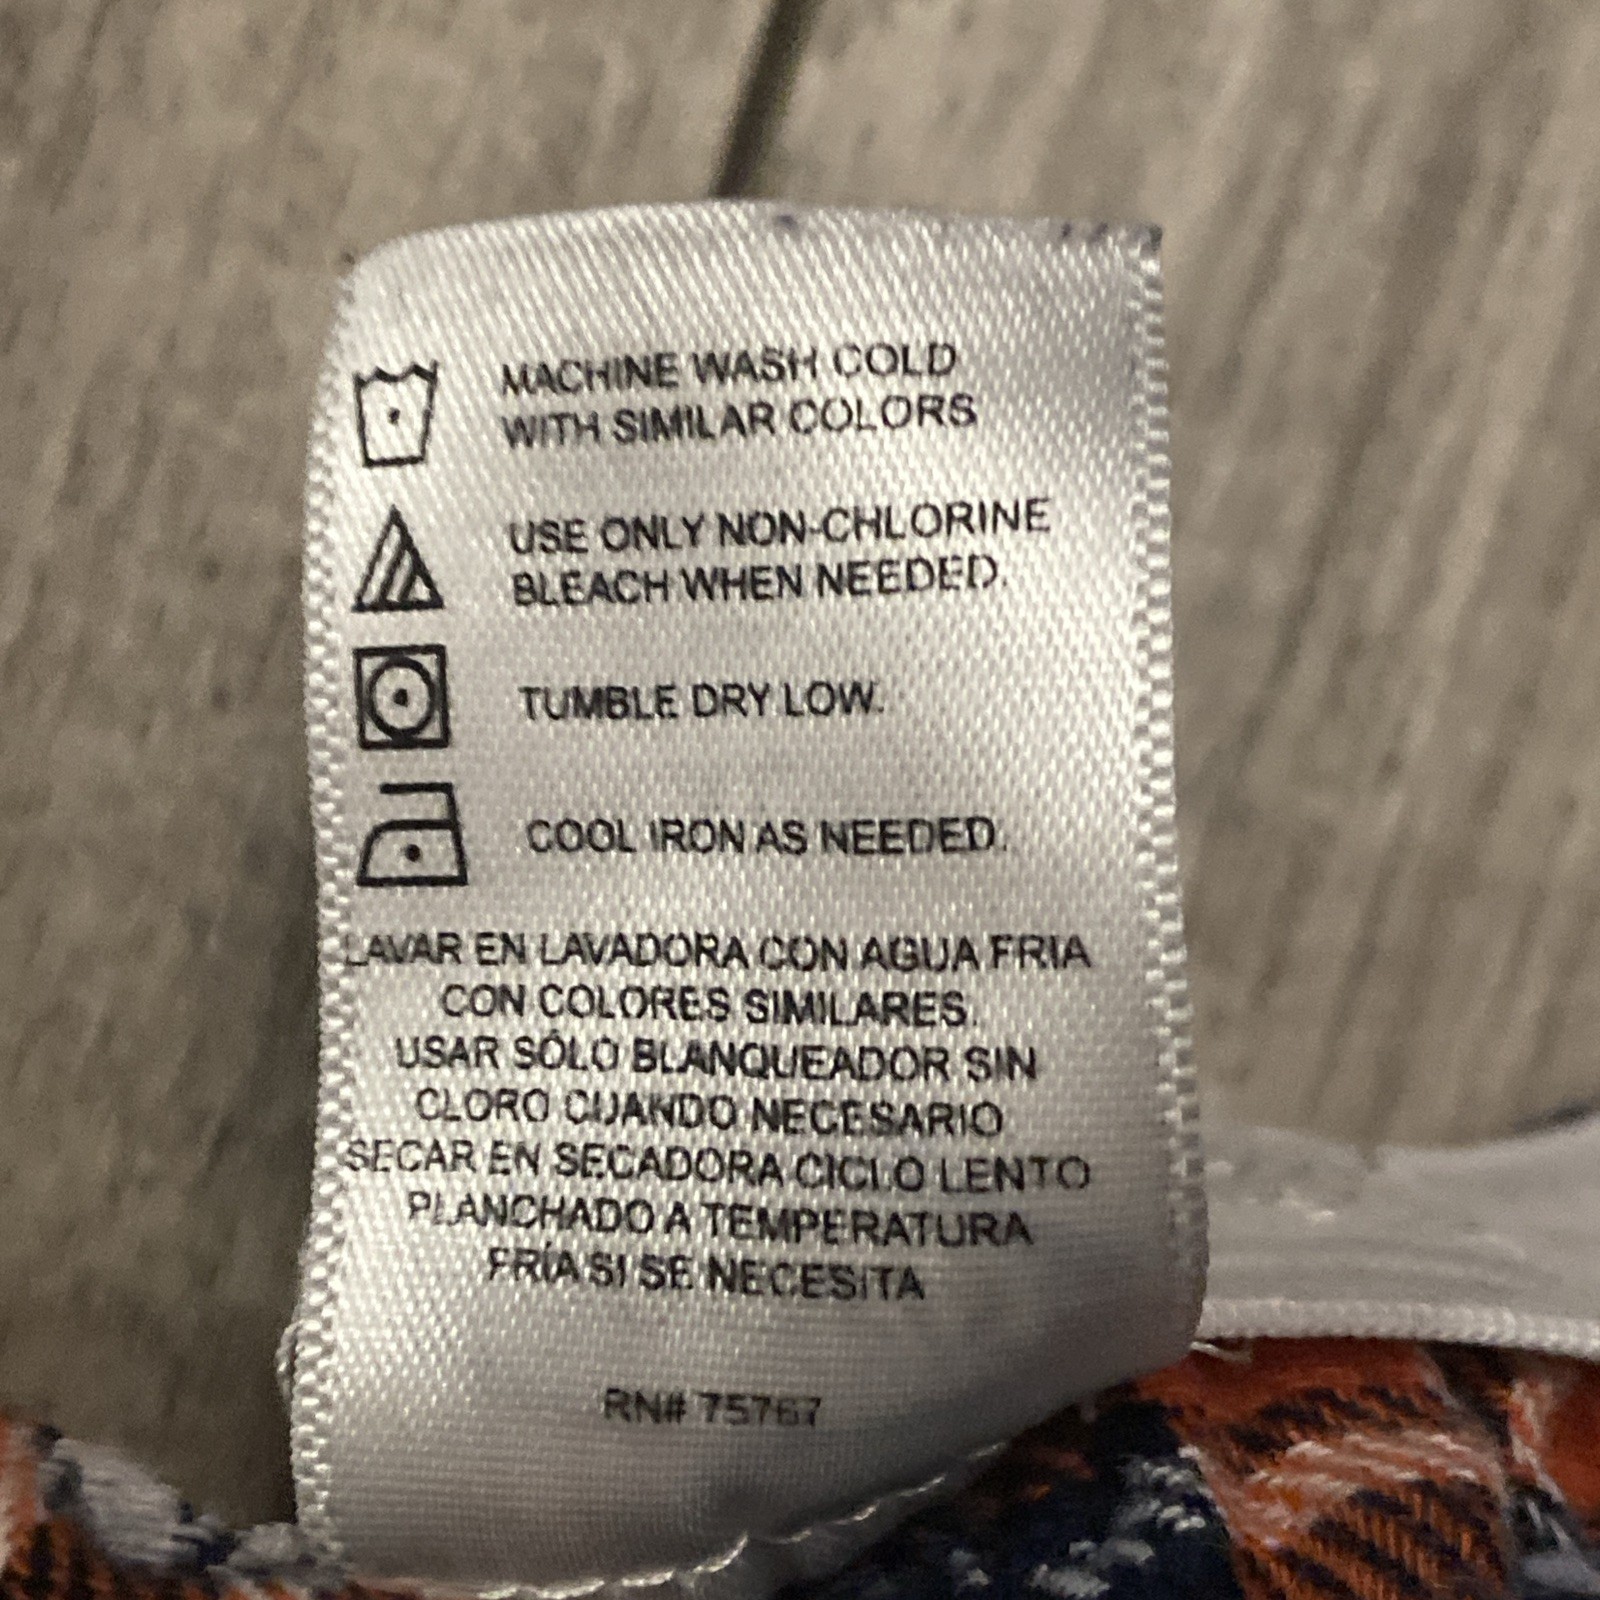 MACHINE WASH COLD
WITH SIMILAR COLORS
USE ONLY NON-CHLORINE
BLEACH WHEN NEEDED.
TUMBLE DRY LOW.
COOL IRON AS NEEDED.
LAVAR EN LAVADORA CON AGUA FRIA
CON COLORES SIMILARES.
USAR SÓLO BLANQUEADOR SIN
CLORO CUANDO NECESARIO
SECAR EN SECADORA CICLO LENTO
PLANCHADO A TEMPERATURA
FRÍA SI SE NECESITA
RN# 75767